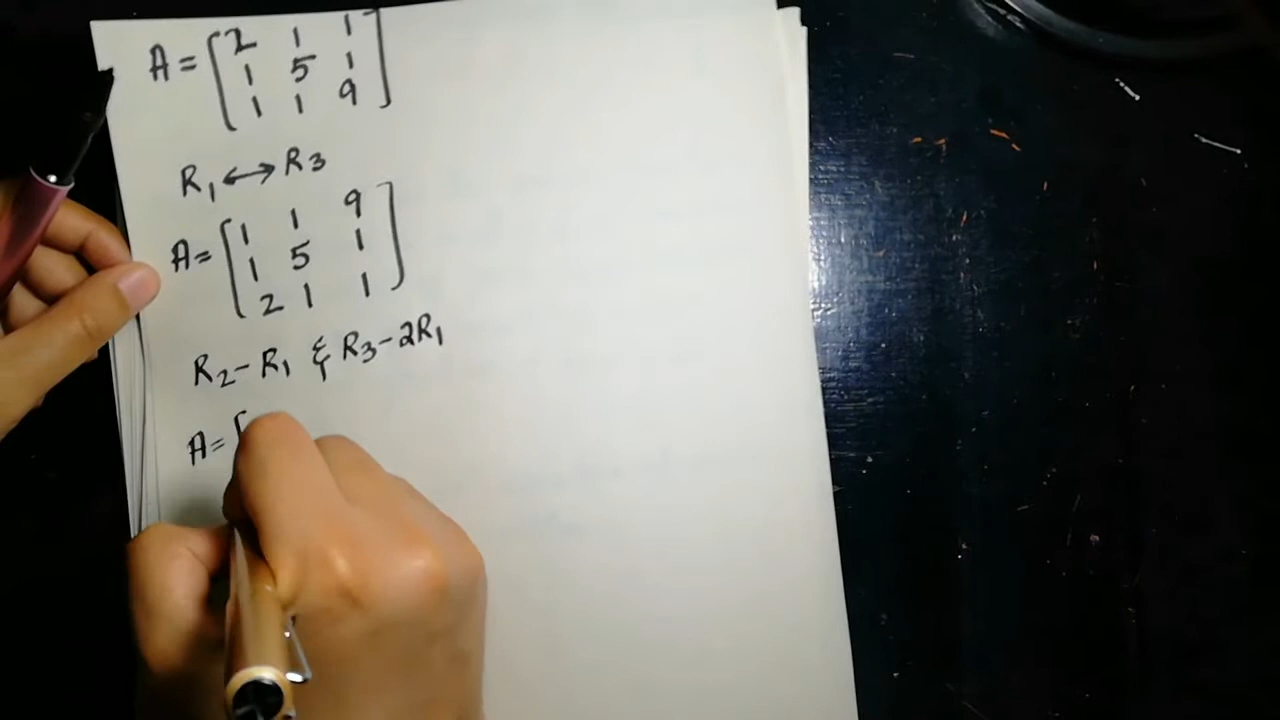 A = [ 2 1 1
1 5 1
1 1 9 ]
R1 ↔ R3
A = [ 1 1 9
1 5 1
2 1 1 ]
R2 - R1 & R3 - 2R1
A = [